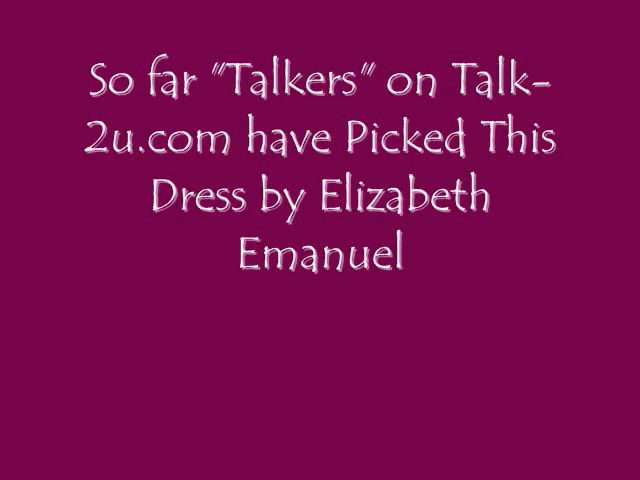 So far "Talkers" on Talk-
2u.com have Picked This
Dress by Elizabeth
Emanuel